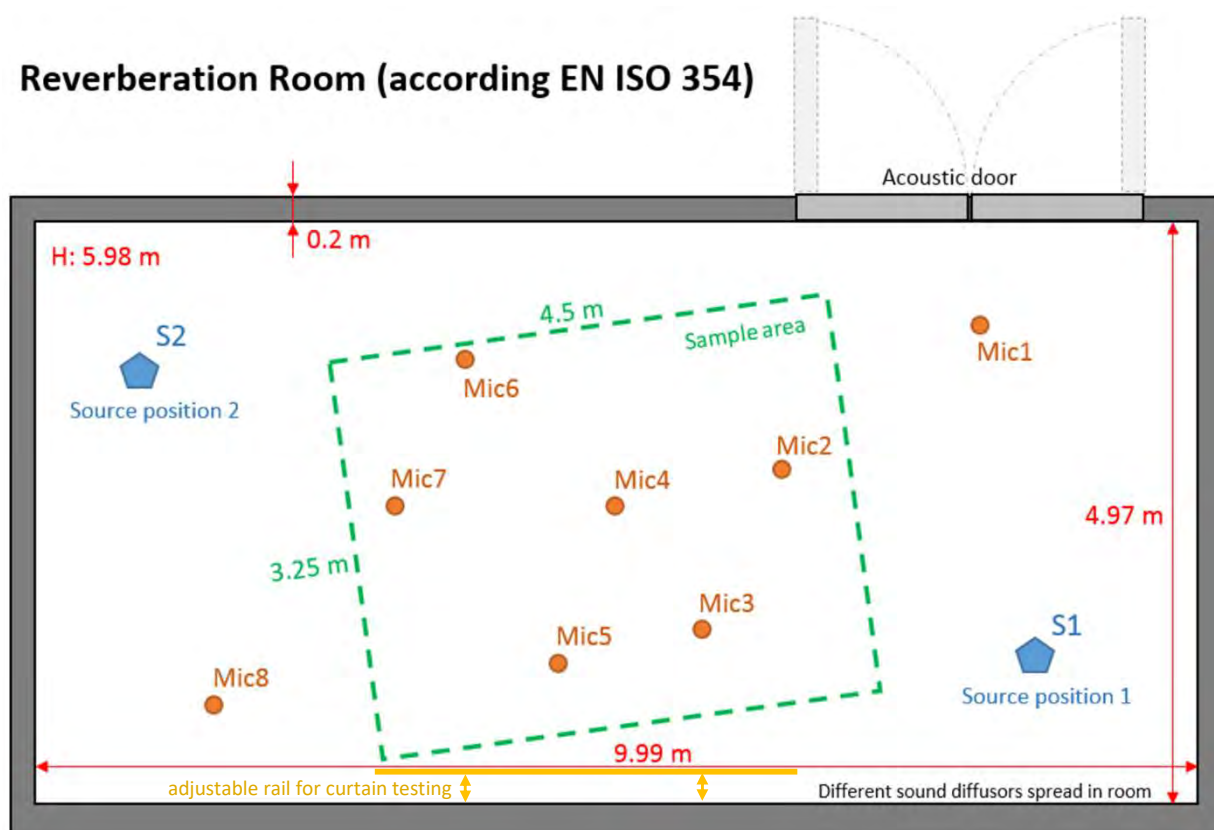 Reverberation Room (according EN ISO 354)
Acoustic door
0.2 m
H: 5.98 m
4.5 m
Sample area
S2
Source position 2
Mic1
Mic6
Mic2
Mic7
Mic4
4.97 m
3.25 m
Mic3
Mic5
S1
Source position 1
Mic8
9.99 m
adjustable rail for curtain testing
Different sound diffusors spread in room